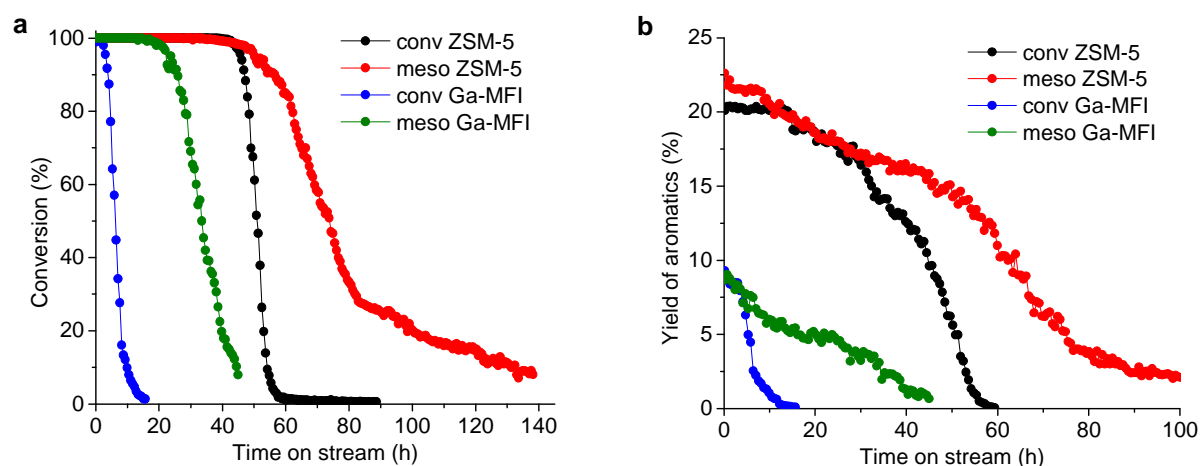 a
conv ZSM-5
meso ZSM-5
conv Ga-MFI
meso Ga-MFI
Conversion (%)
100
80
60
40
20
0
0 20 40 60 80 100 120 140
Time on stream (h)
b
conv ZSM-5
meso ZSM-5
conv Ga-MFI
meso Ga-MFI
Yield of aromatics (%)
25
20
15
10
5
0
0 20 40 60 80 100
Time on stream (h)